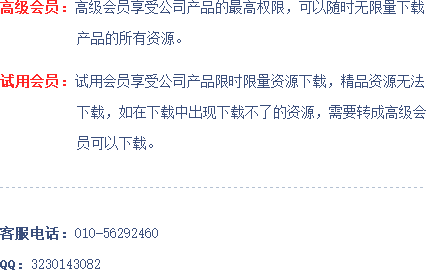 高级会员：高级会员享受公司产品的最高权限，可以随时无限量下载
产品的所有资源。
试用会员：试用会员享受公司产品限时限量资源下载，精品资源无法
下载，如在下载中出现下载不了的资源，需要转成高级会
员可以下载。
客服电话：010-56292460
QQ：3230143082